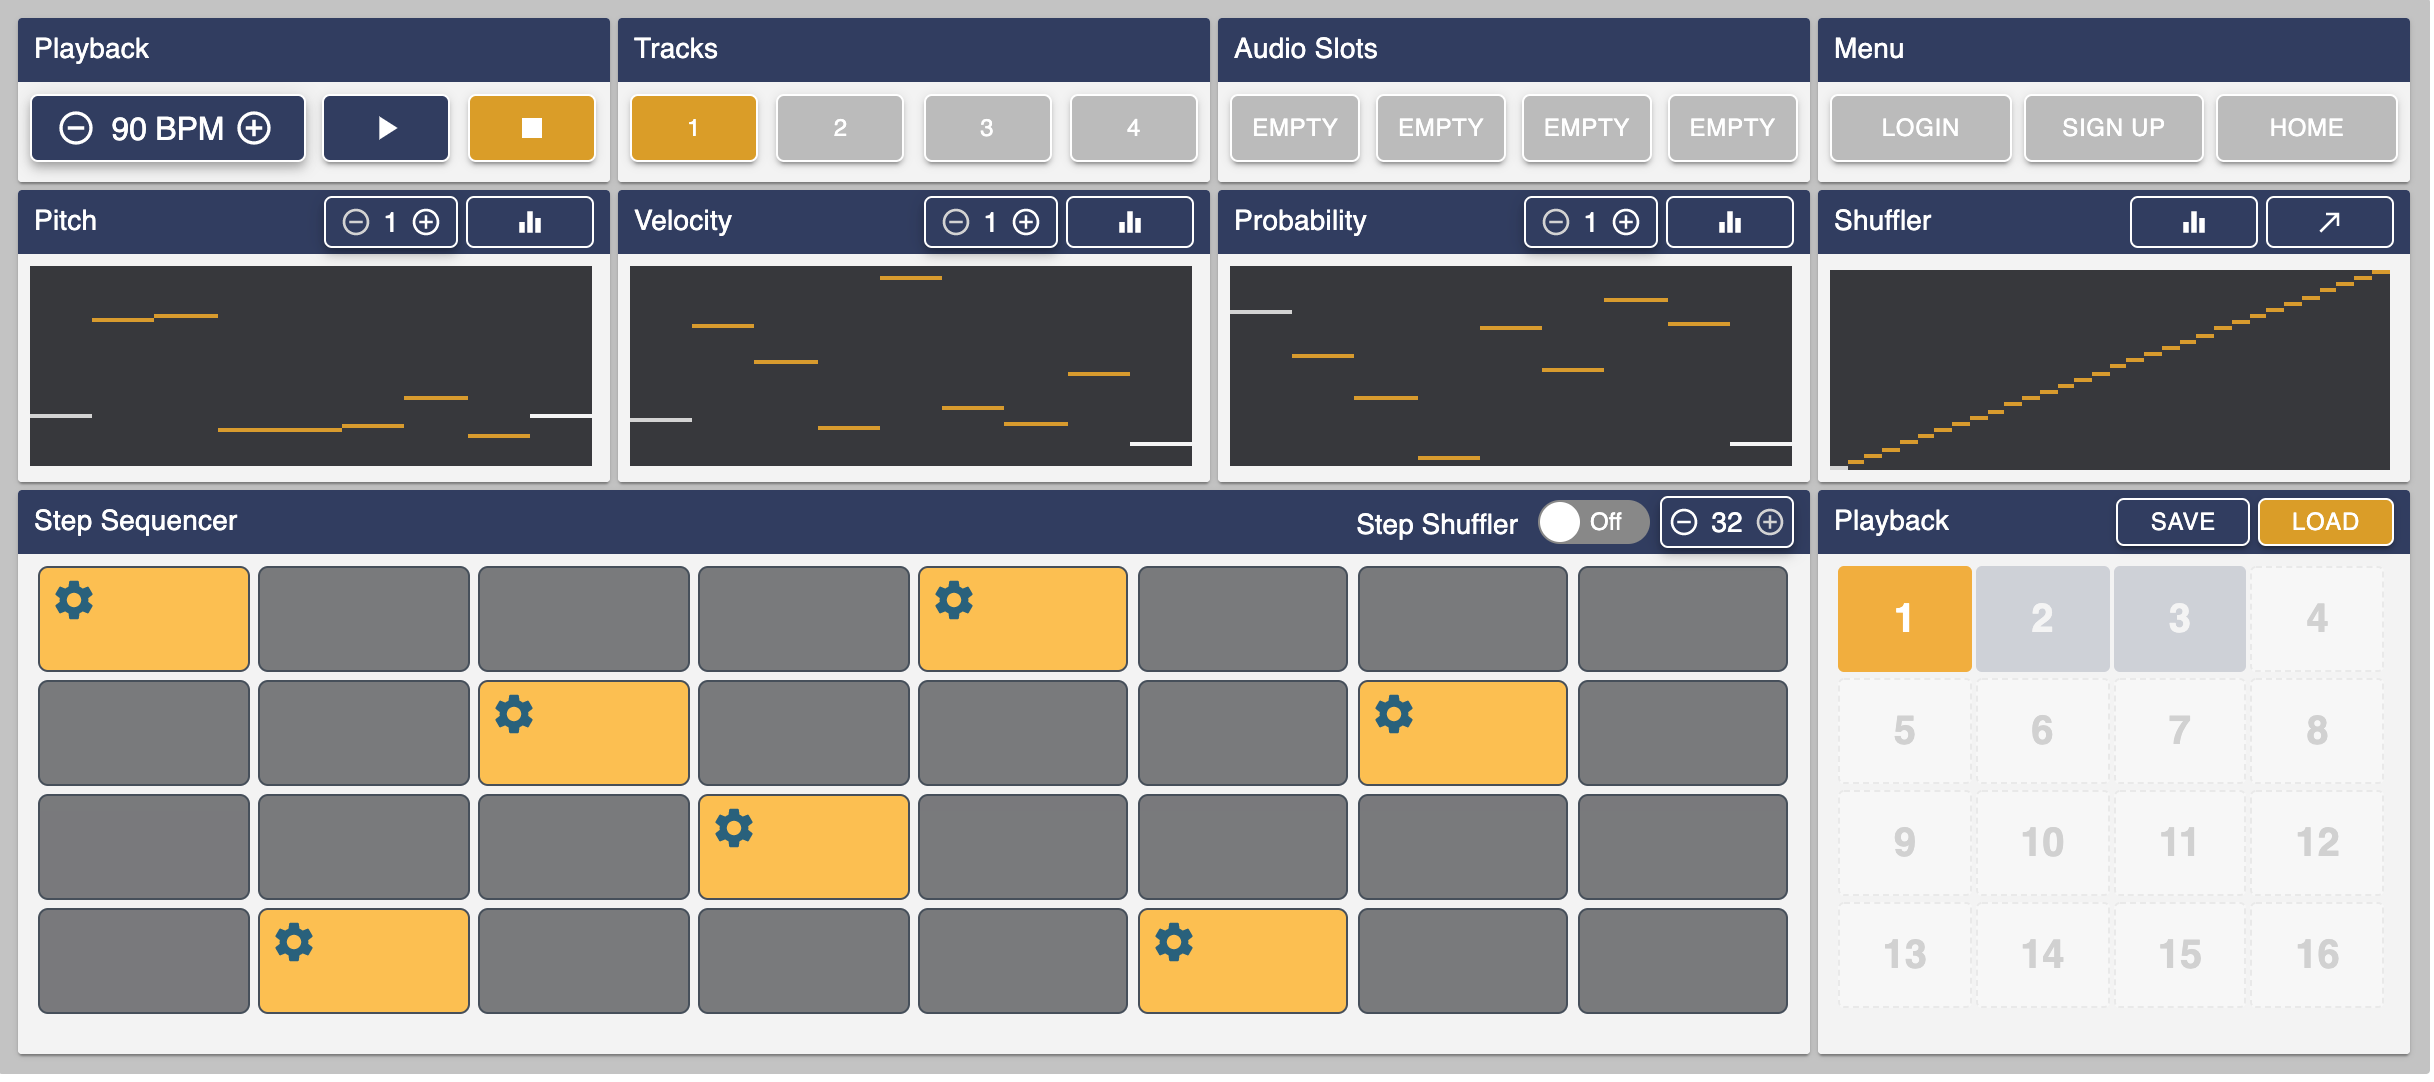 Playback
90 BPM
Tracks
1 2 3 4
Audio Slots
EMPTY EMPTY EMPTY EMPTY
Menu
LOGIN SIGN UP HOME
Pitch 1
Velocity 1
Probability 1
Shuffler
Step Sequencer Step Shuffler Off 32
Playback SAVE LOAD
1 2 3 4
5 6 7 8
9 10 11 12
13 14 15 16